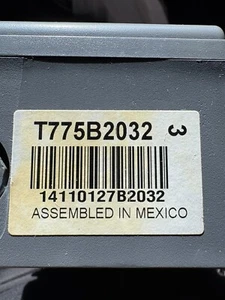 T775B2032 3
14110127B2032
ASSEMBLED IN MEXICO